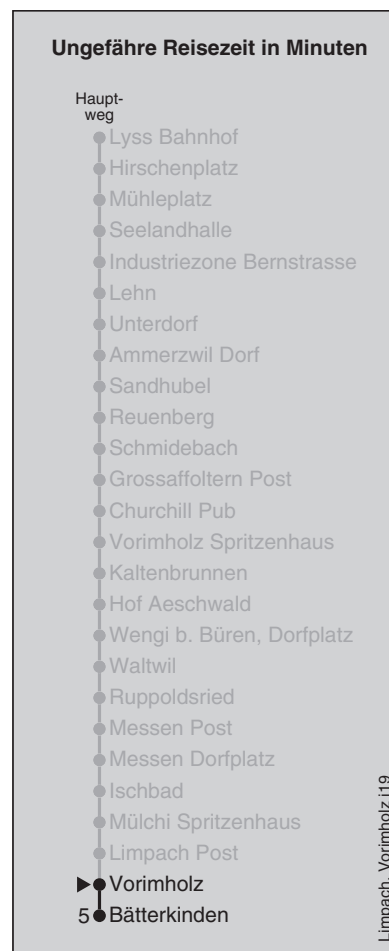 Ungefähre Reisezeit in Minuten
Haupt-
weg
Lyss Bahnhof
Hirschenplatz
Mühleplatz
Seelandhalle
Industriezone Bernstrasse
Lehn
Unterdorf
Ammerzwil Dorf
Sandhubel
Reuenberg
Schmidebach
Grossaffoltern Post
Churchill Pub
Vorimholz Spritzenhaus
Kaltenbrunnen
Hof Aeschwald
Wengi b. Büren, Dorfplatz
Waltwil
Ruppoldsried
Messen Post
Messen Dorfplatz
Ischbad
Mülchi Spritzenhaus
Limpach Post
Vorimholz
5 Bätterkinden
Limpach, Vorimholz j19